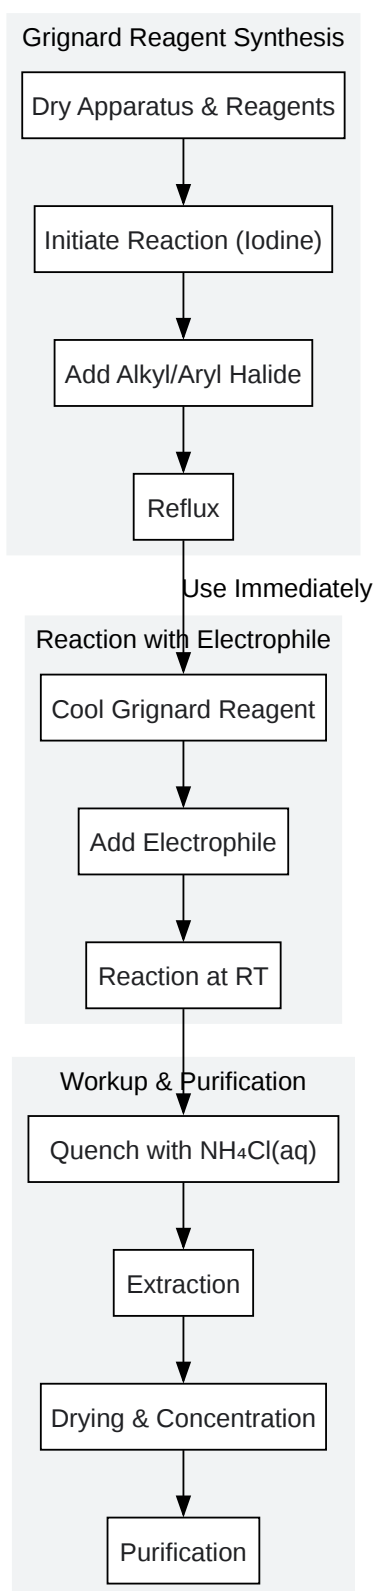 Grignard Reagent Synthesis
Dry Apparatus & Reagents
Initiate Reaction (Iodine)
Add Alkyl/Aryl Halide
Reflux
Use Immediately
Reaction with Electrophile
Cool Grignard Reagent
Add Electrophile
Reaction at RT
Workup & Purification
Quench with NH₄Cl(aq)
Extraction
Drying & Concentration
Purification